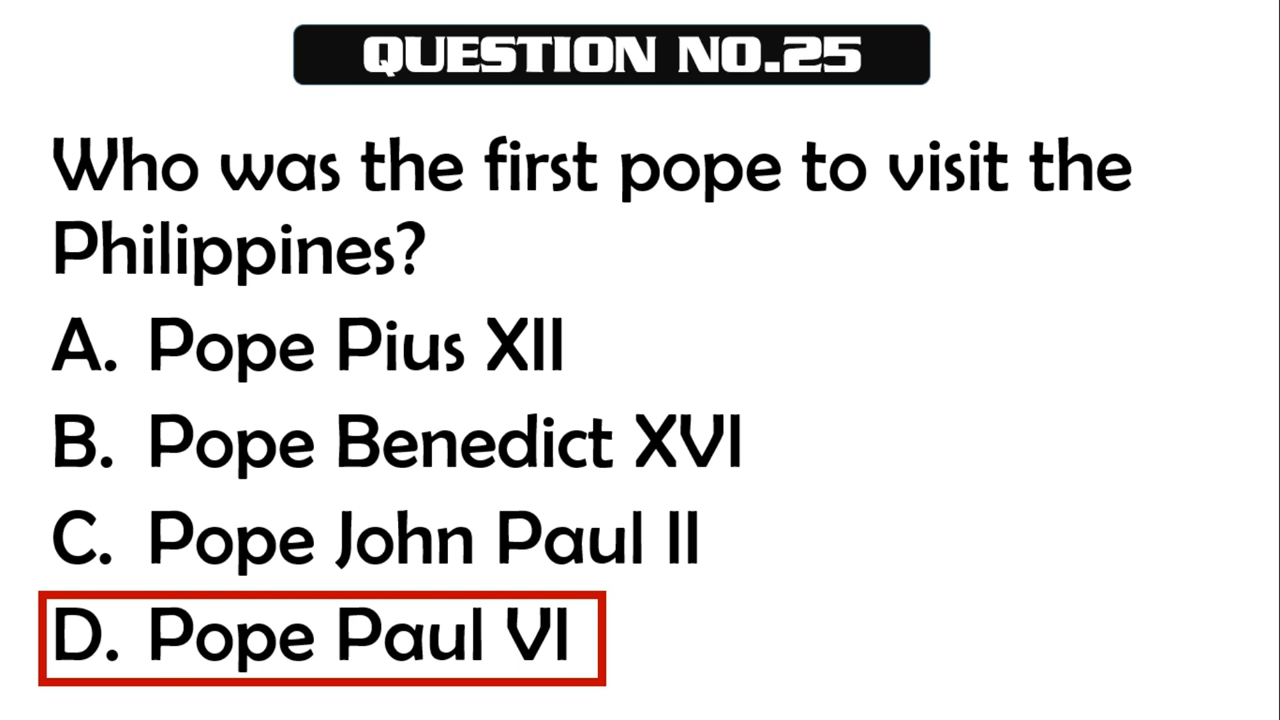 QUESTION NO.25
Who was the first pope to visit the
Philippines?
A. Pope Pius XII
B. Pope Benedict XVI
C. Pope John Paul II
D. Pope Paul VI